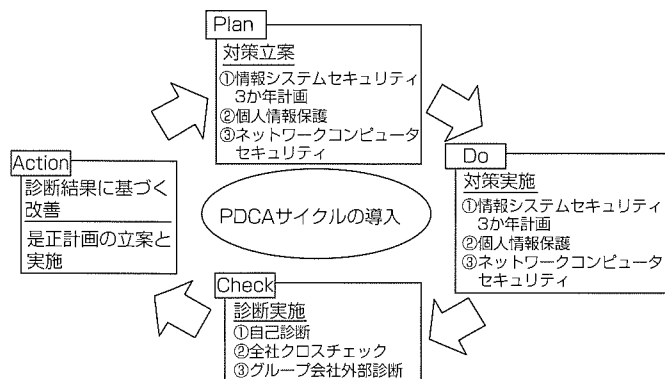 Plan
対策立案
①情報システムセキュリティ
3か年計画
②個人情報保護
③ネットワークコンピュータ
セキュリティ
Do
対策実施
①情報システムセキュリティ
3か年計画
②個人情報保護
③ネットワークコンピュータ
セキュリティ
Check
診断実施
①自己診断
②全社クロスチェック
③グループ会社外部診断
Action
診断結果に基づく
改善
是正計画の立案と
実施
PDCAサイクルの導入